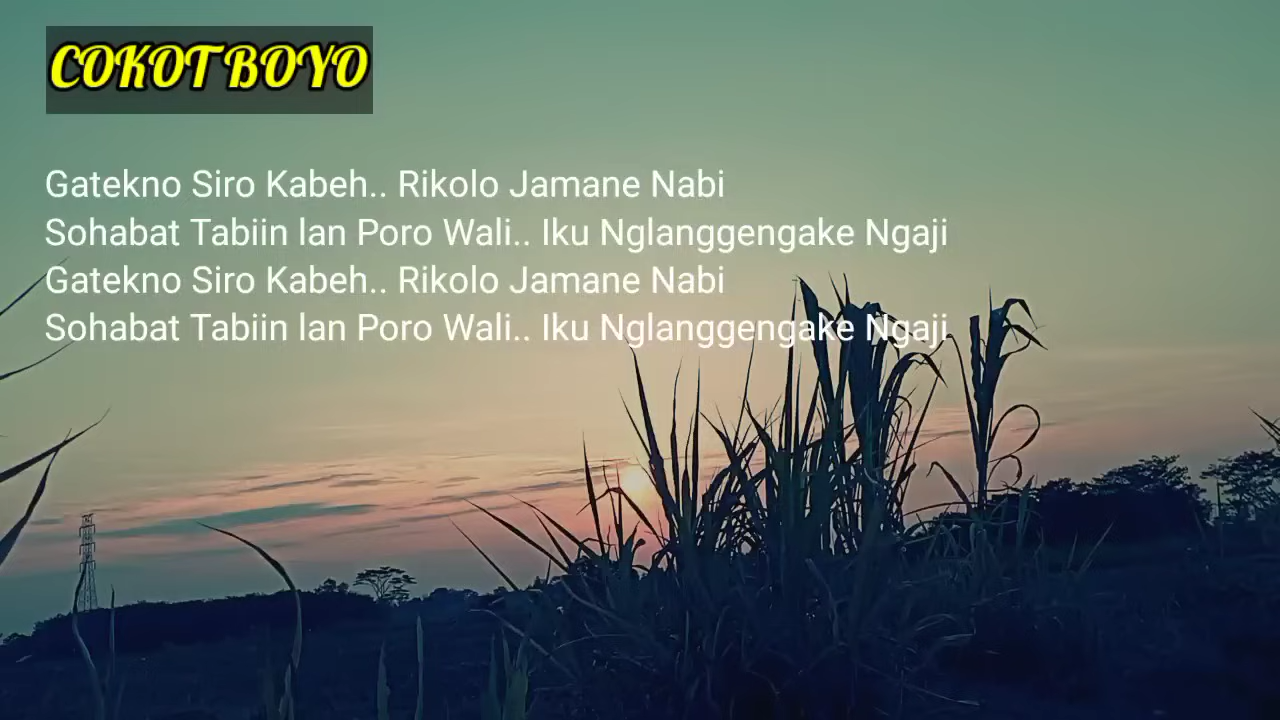 COKOT BOYO
Gatekno Siro Kabeh.. Rikolo Jamane Nabi
Sohabat Tabiin lan Poro Wali.. Iku Nglanggengake Ngaji
Gatekno Siro Kabeh.. Rikolo Jamane Nabi
Sohabat Tabiin lan Poro Wali.. Iku Nglanggengake Ngaji